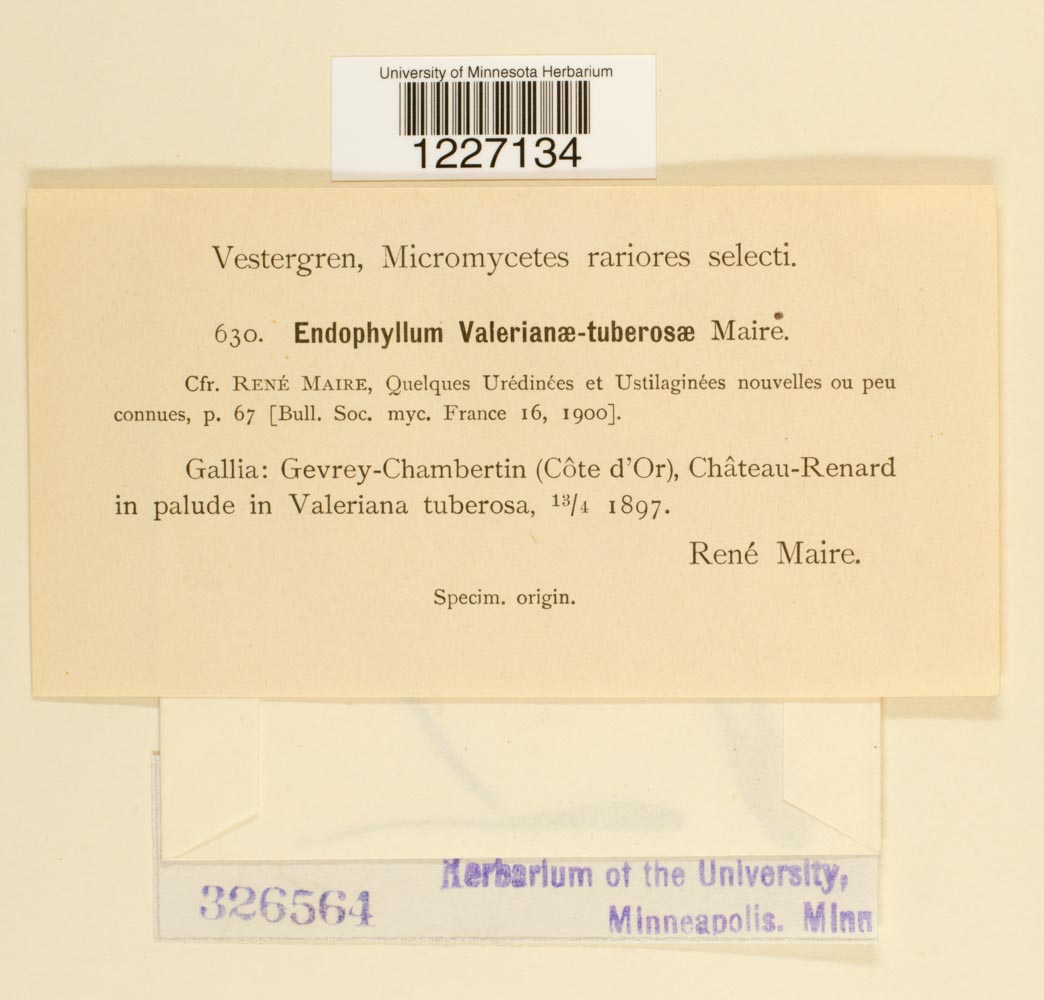 University of Minnesota Herbarium
1227134
Vestergren, Micromycetes rariores selecti.
630. Endophyllum Valerianæ-tuberosæ Maire.
Cfr. RENÉ MAIRE, Quelques Urédinées et Ustilaginées nouvelles ou peu
connues, p. 67 [Bull. Soc. myc. France 16, 1900].
Gallia: Gevrey-Chambertin (Côte d'Or), Château-Renard
in palude in Valeriana tuberosa, 13/4 1897.
René Maire.
Specim. origin.
326564
Herbarium of the University,
Minneapolis. Minn